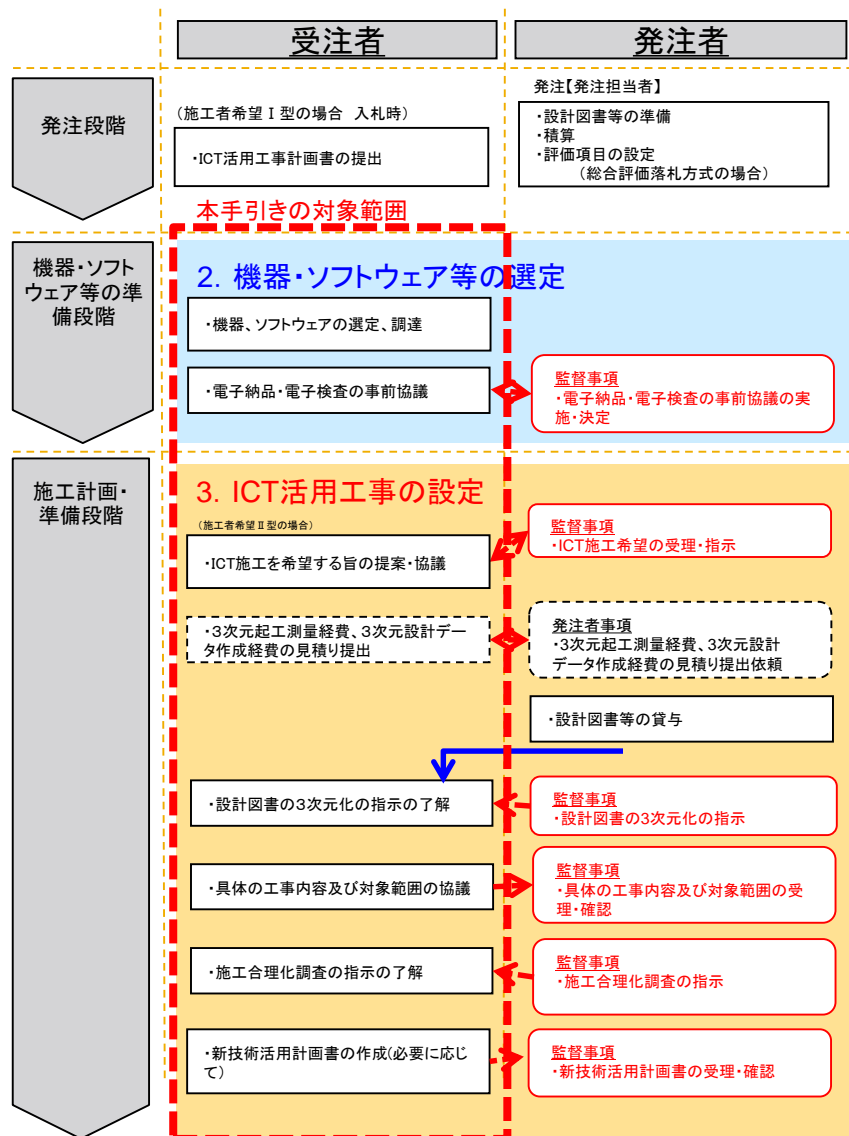 受注者
発注者
発注段階
(施工者希望Ⅰ型の場合 入札時)
・ICT活用工事計画書の提出
発注【発注担当者】
・設計図書等の準備
・積算
・評価項目の設定
(総合評価落札方式の場合)
本手引きの対象範囲
機器・ソフト
ウェア等の準
備段階
2. 機器・ソフトウェア等の選定
・機器、ソフトウェアの選定、調達
・電子納品・電子検査の事前協議
監督事項
・電子納品・電子検査の事前協議の実
施・決定
施工計画・
準備段階
3. ICT活用工事の設定
(施工者希望Ⅱ型の場合)
・ICT施工を希望する旨の提案・協議
監督事項
・ICT施工希望の受理・指示
・3次元起工測量経費、3次元設計デー
タ作成経費の見積り提出
発注者事項
・3次元起工測量経費、3次元設計
データ作成経費の見積り提出依頼
・設計図書等の貸与
・設計図書の3次元化の指示の了解
監督事項
・設計図書の3次元化の指示
・具体の工事内容及び対象範囲の協議
監督事項
・具体の工事内容及び対象範囲の受
理・確認
・施工合理化調査の指示の了解
監督事項
・施工合理化調査の指示
・新技術活用計画書の作成(必要に応じ
て)
監督事項
・新技術活用計画書の受理・確認